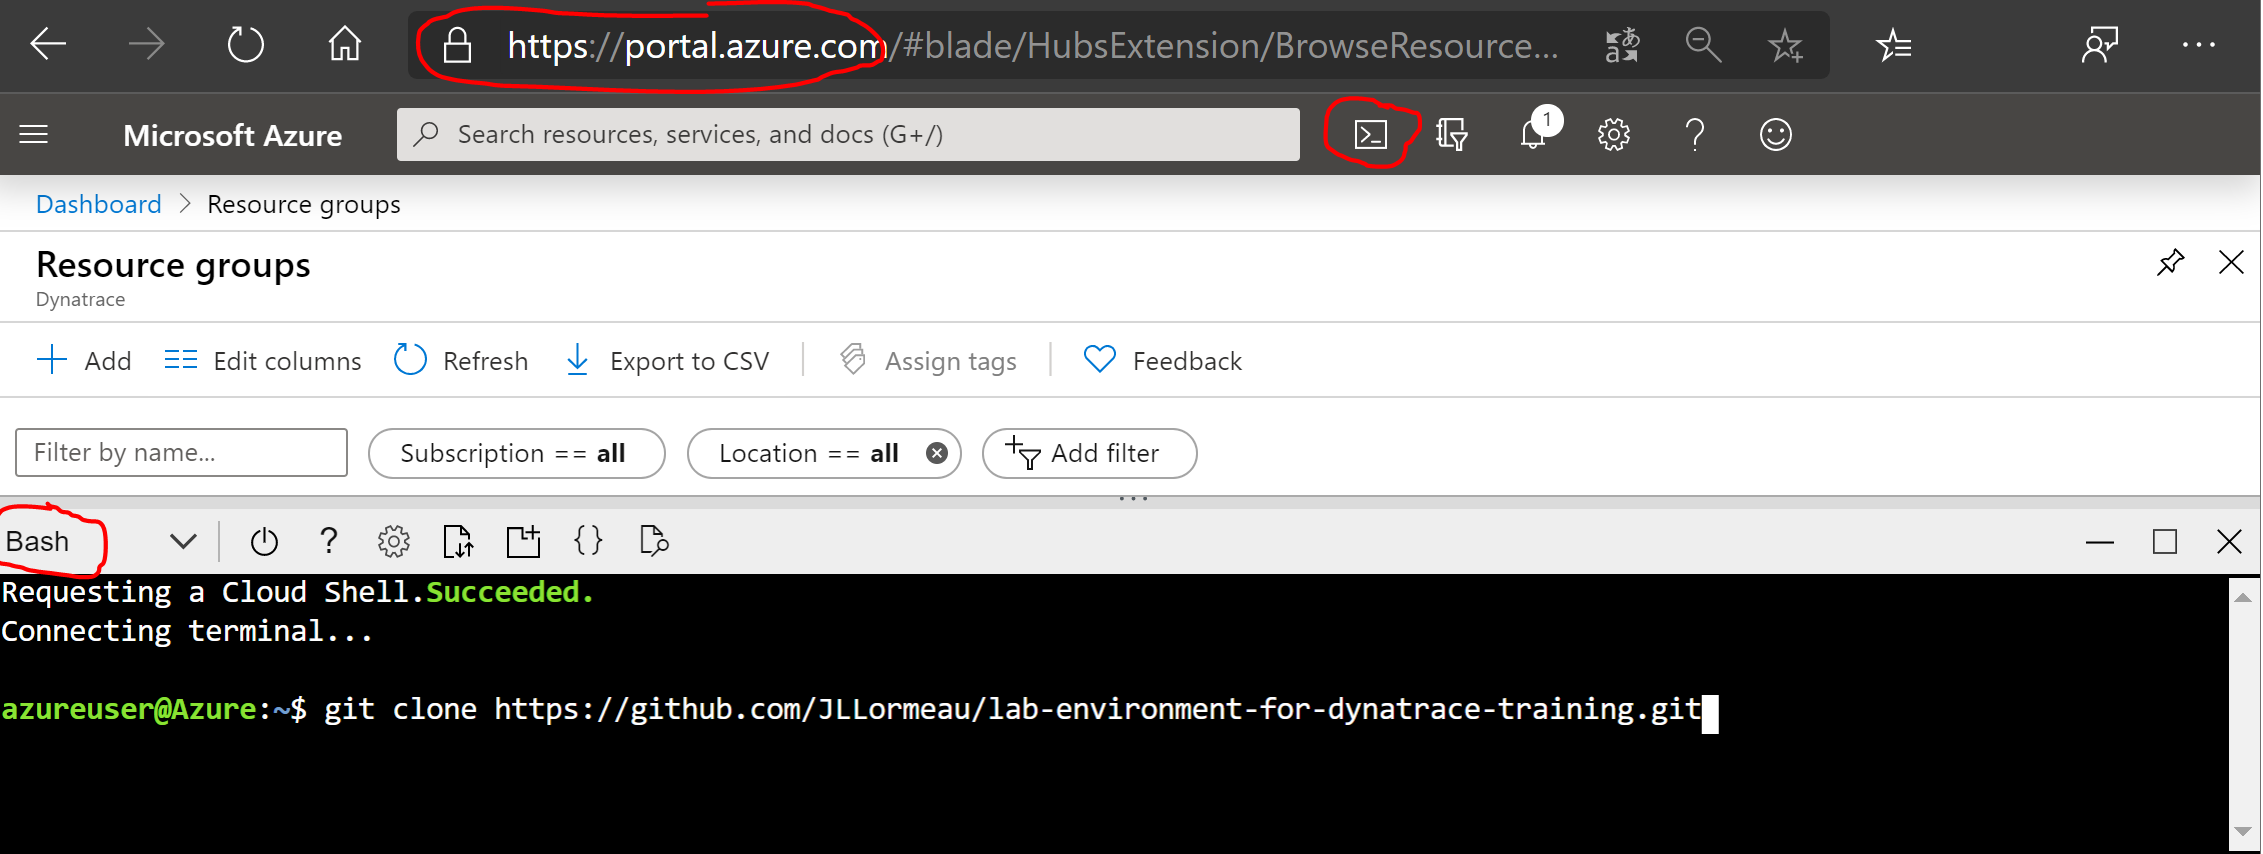 https://portal.azure.com/#blade/HubsExtension/BrowseResource... aあ
Microsoft Azure Search resources, services, and docs (G+/) 1
Dashboard > Resource groups
Resource groups
Dynatrace
Add Edit columns Refresh Export to CSV Assign tags Feedback
Filter by name... Subscription == all Location == all Add filter
Bash
Requesting a Cloud Shell.Succeeded.
Connecting terminal...
azureuser@Azure:~$ git clone https://github.com/JLLormeau/lab-environment-for-dynatrace-training.git